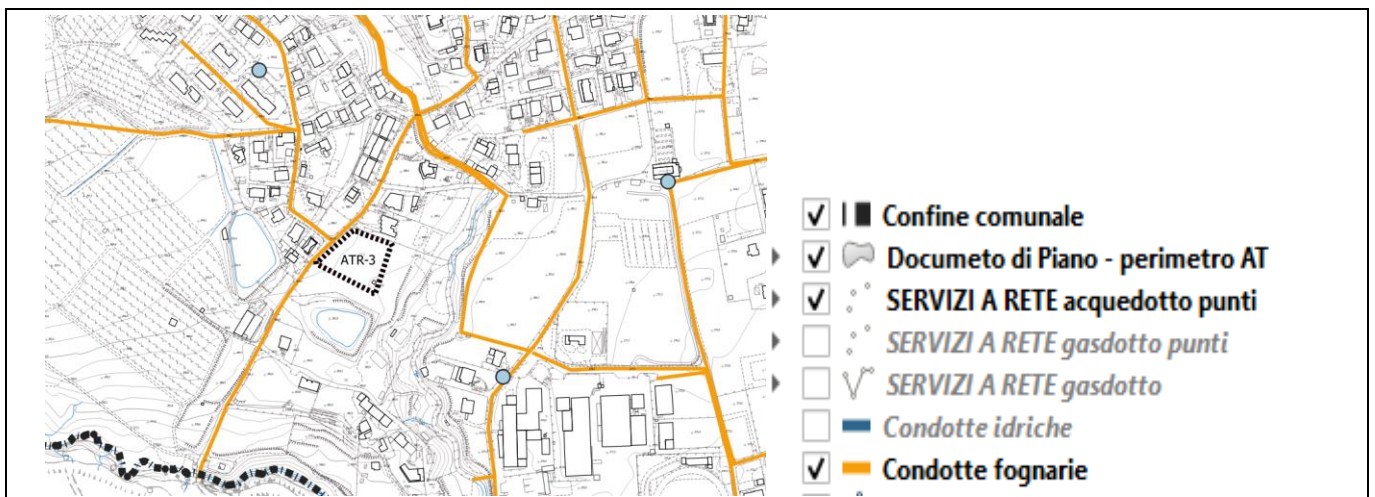 ATR-3
Confine comunale
Documeto di Piano - perimetro AT
SERVIZI A RETE acquedotto punti
SERVIZI A RETE gasdotto punti
SERVIZI A RETE gasdotto
Condotte idriche
Condotte fognarie